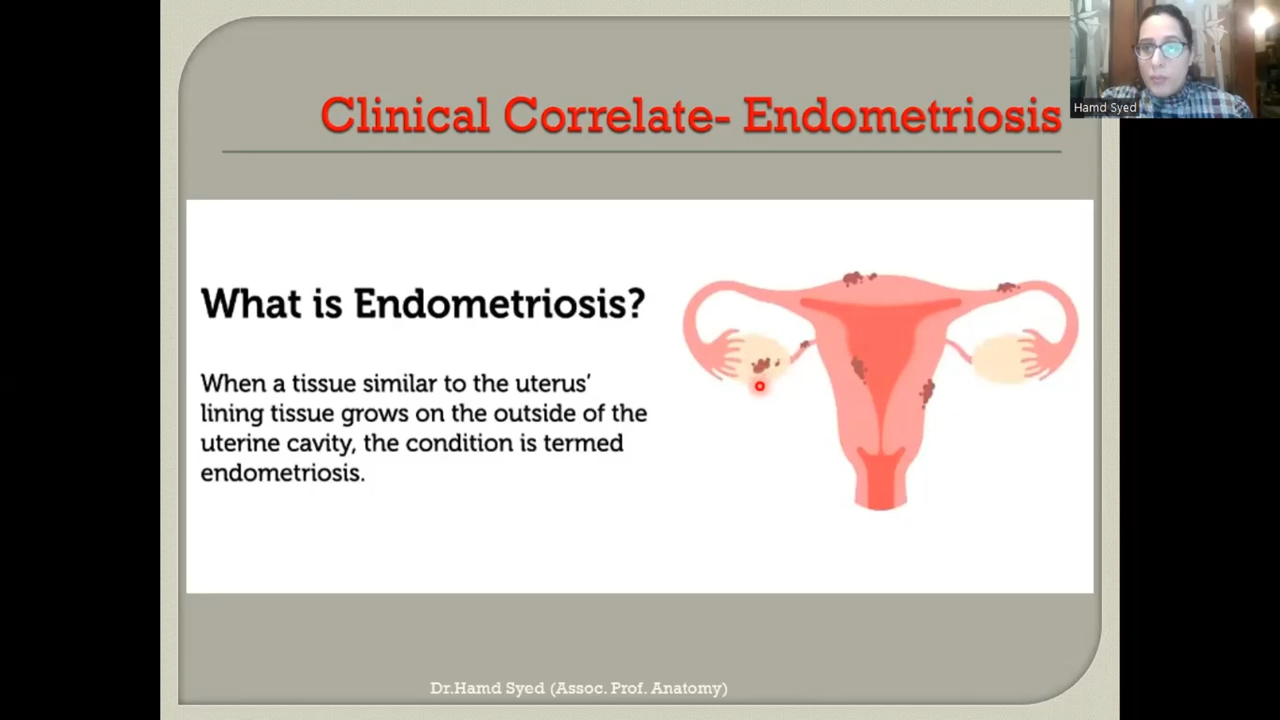 Clinical Correlate- Endometriosis
Hamd Syed
What is Endometriosis?
When a tissue similar to the uterus’
lining tissue grows on the outside of the
uterine cavity, the condition is termed
endometriosis.
Dr.Hamd Syed (Assoc. Prof. Anatomy)